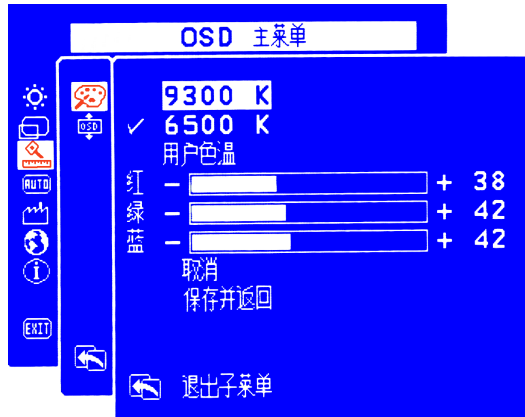 OSD 主菜单
9300 K
OSD
✓ 6500 K
用户色温
AUTO
红 - + 38
绿 - + 42
蓝 - + 42
取消
保存并返回
EXIT
退出子菜单